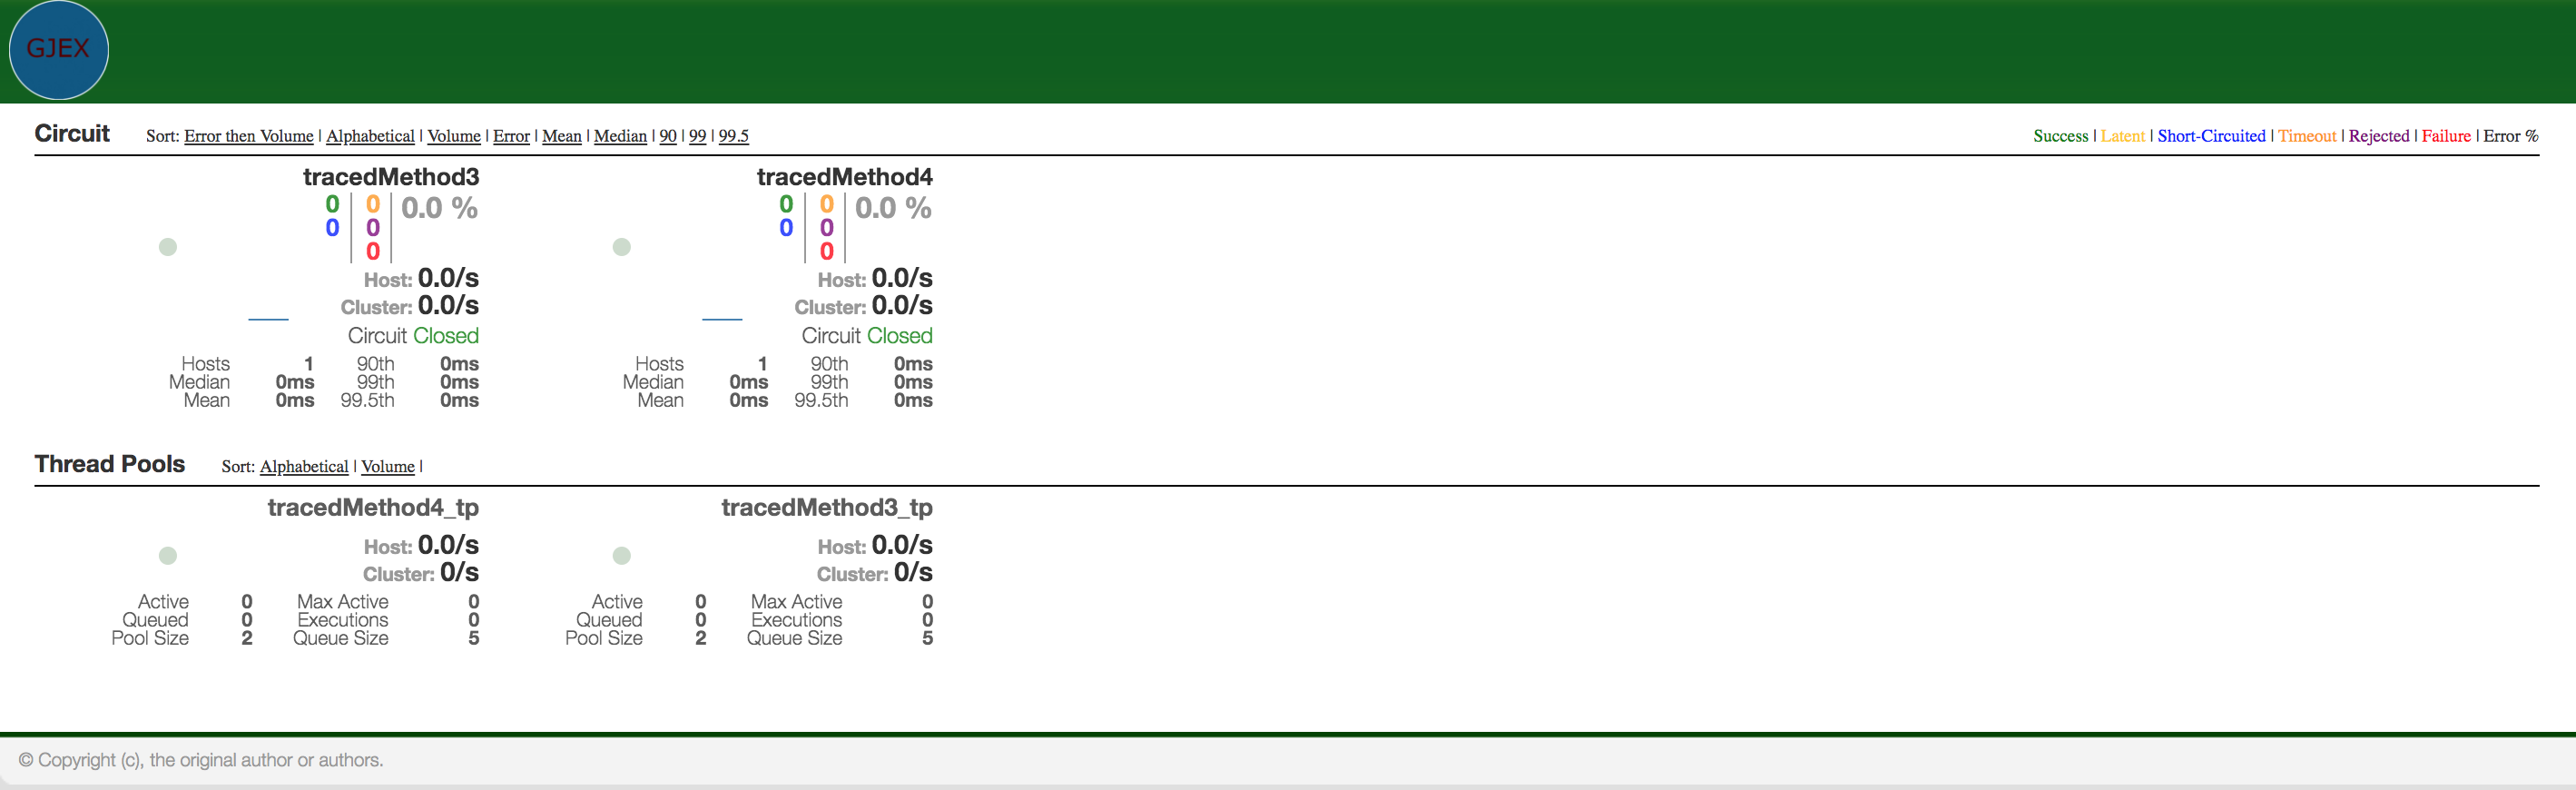 GJEX
Circuit Sort: Error then Volume | Alphabetical | Volume | Error | Mean | Median | 90 | 99 | 99.5 Success | Latent | Short-Circuited | Timeout | Rejected | Failure | Error %
tracedMethod3
0 0 0.0 %
0 0
0
Host: 0.0/s
Cluster: 0.0/s
Circuit Closed
Hosts 1 90th 0ms
Median 0ms 99th 0ms
Mean 0ms 99.5th 0ms
tracedMethod4
0 0 0.0 %
0 0
0
Host: 0.0/s
Cluster: 0.0/s
Circuit Closed
Hosts 1 90th 0ms
Median 0ms 99th 0ms
Mean 0ms 99.5th 0ms
Thread Pools Sort: Alphabetical | Volume |
tracedMethod4_tp
Host: 0.0/s
Cluster: 0/s
Active 0 Max Active 0
Queued 0 Executions 0
Pool Size 2 Queue Size 5
tracedMethod3_tp
Host: 0.0/s
Cluster: 0/s
Active 0 Max Active 0
Queued 0 Executions 0
Pool Size 2 Queue Size 5
© Copyright (c), the original author or authors.